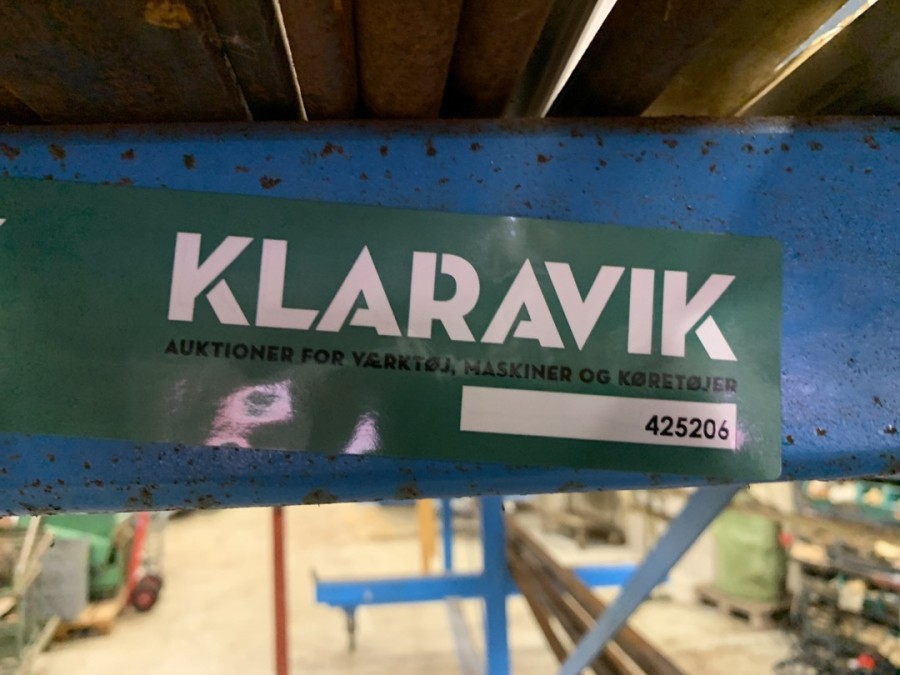 KLARAVIK
AUKTIONER FOR VÆRKTØJ, MASKINER OG KØRETØJER
425206